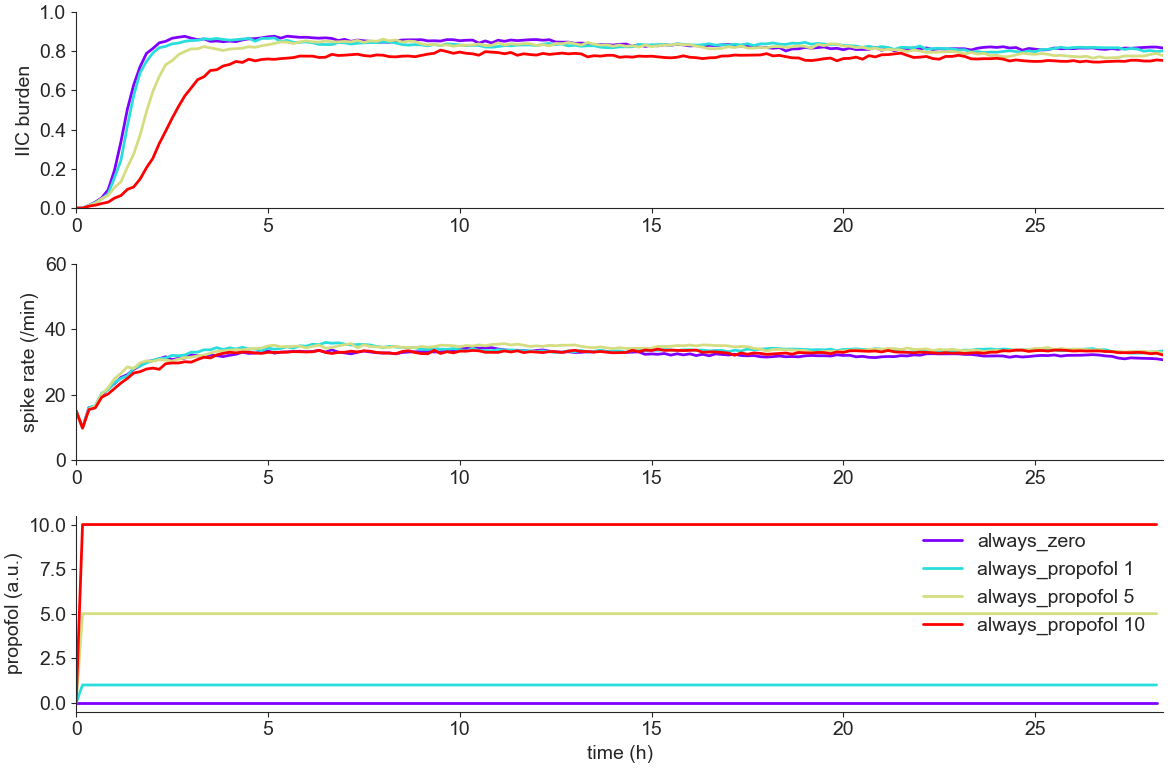 1.0
0.8
0.6
0.4
0.2
0.0
IIC burden
0 5 10 15 20 25
60
40
20
0
spike rate (/min)
0 5 10 15 20 25
10.0
7.5
5.0
2.5
0.0
propofol (a.u.)
always_zero
always_propofol 1
always_propofol 5
always_propofol 10
0 5 10 15 20 25
time (h)